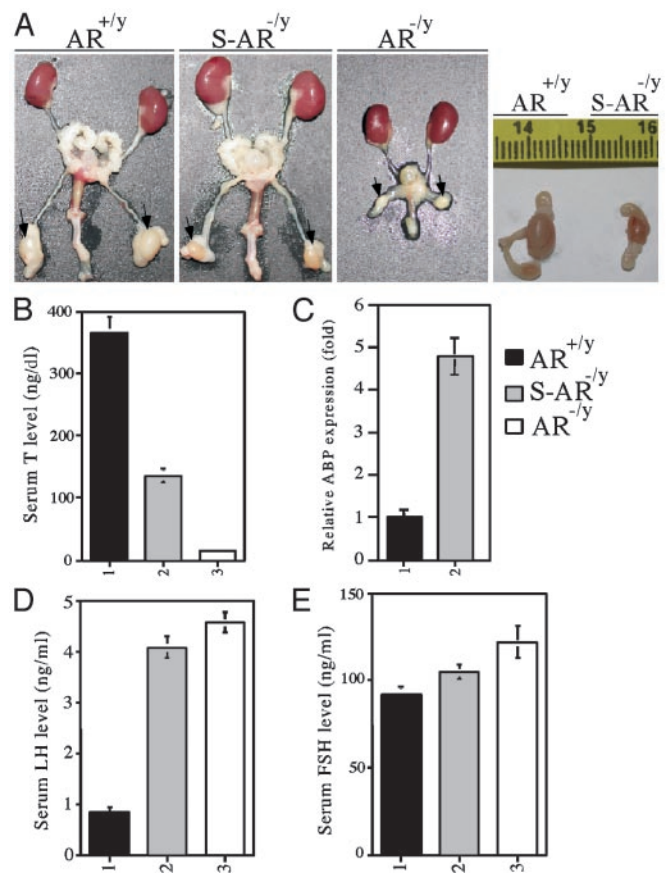 A
AR+/y
S-AR-/y
AR-/y
AR+/y
S-AR-/y
14 15 16
B
Serum T level (ng/dl)
400
300
200
100
0
1 2 3
C
Relative ABP expression (fold)
6
5
4
3
2
1
0
1 2
AR+/y
S-AR-/y
AR-/y
D
Serum LH level (ng/ml)
5
4
3
2
1
0
1 2 3
E
Serum FSH level (ng/ml)
150
100
50
0
1 2 3